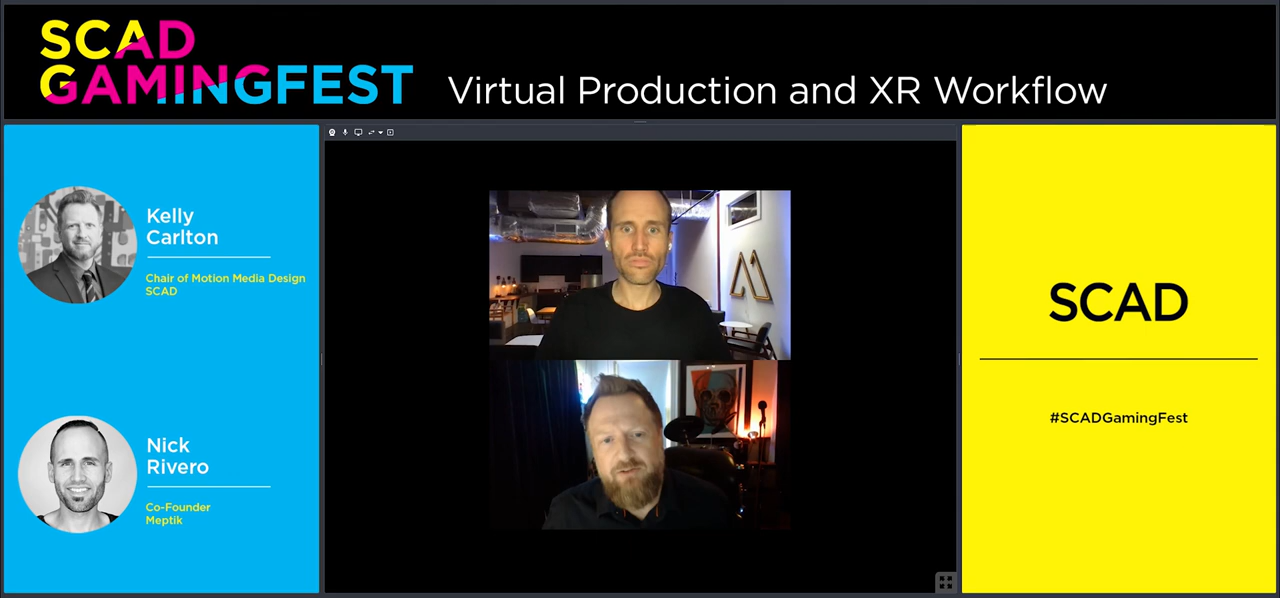 SCAD
GAMINGFEST
Virtual Production and XR Workflow
Kelly
Carlton
Chair of Motion Media Design
SCAD
Nick
Rivero
Co-Founder
Meptik
SCAD
#SCADGamingFest